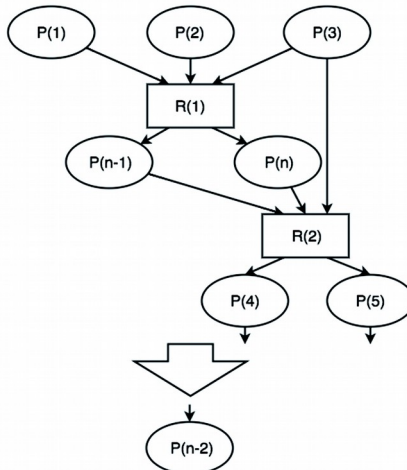 P(1)
P(2)
P(3)
R(1)
P(n-1)
P(n)
R(2)
P(4)
P(5)
P(n-2)